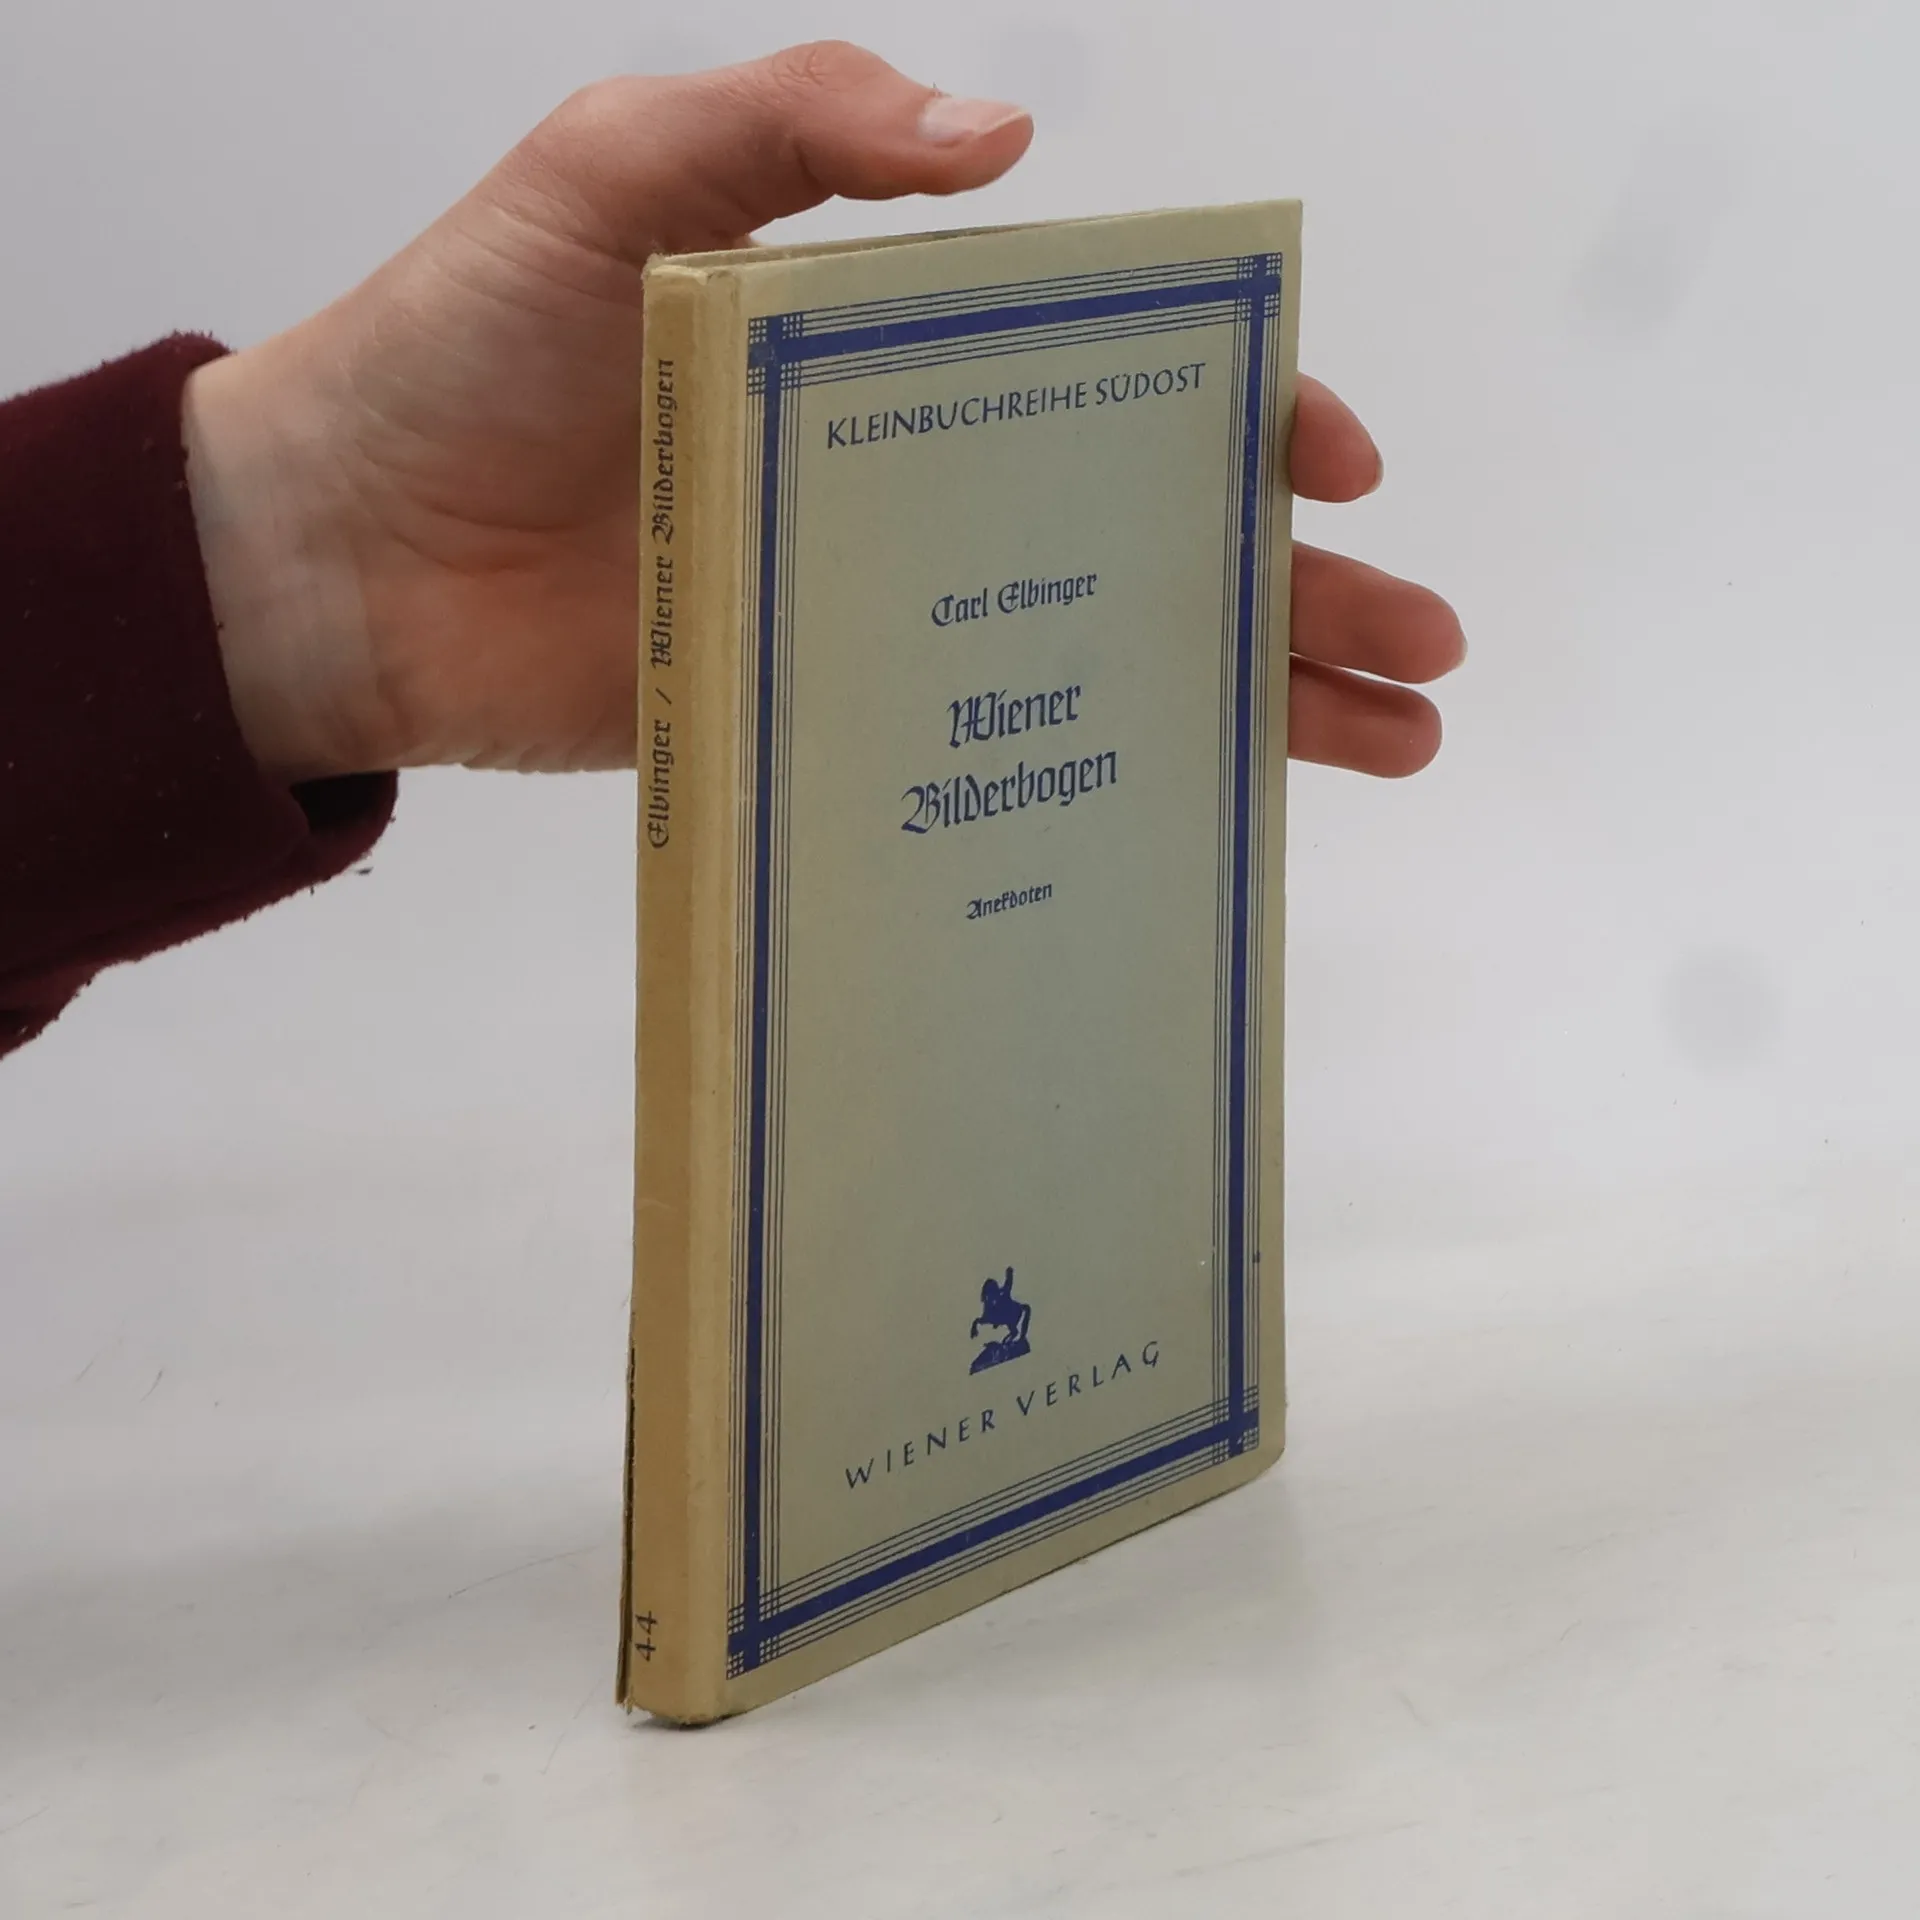 KLEINBUCHREIHE SÜDOST
Carl Elbinger
Wiener
Bilderbogen
Anekdoten
WIENER VERLAG
Elbinger / Wiener Bilderbogen
44